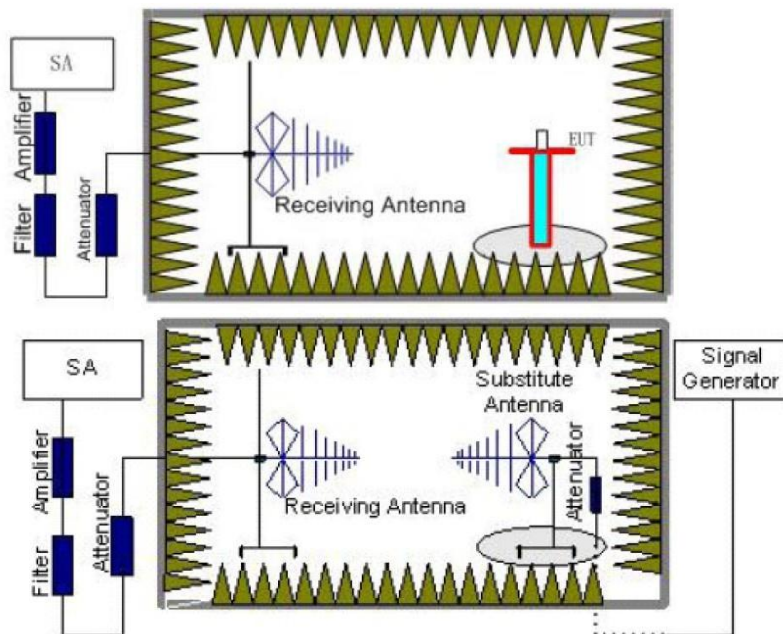 SA
Amplifier
Filter
Attenuator
Receiving Antenna
EUT
SA
Amplifier
Filter
Attenuator
Receiving Antenna
Substitute
Antenna
Attenuator
Signal
Generator